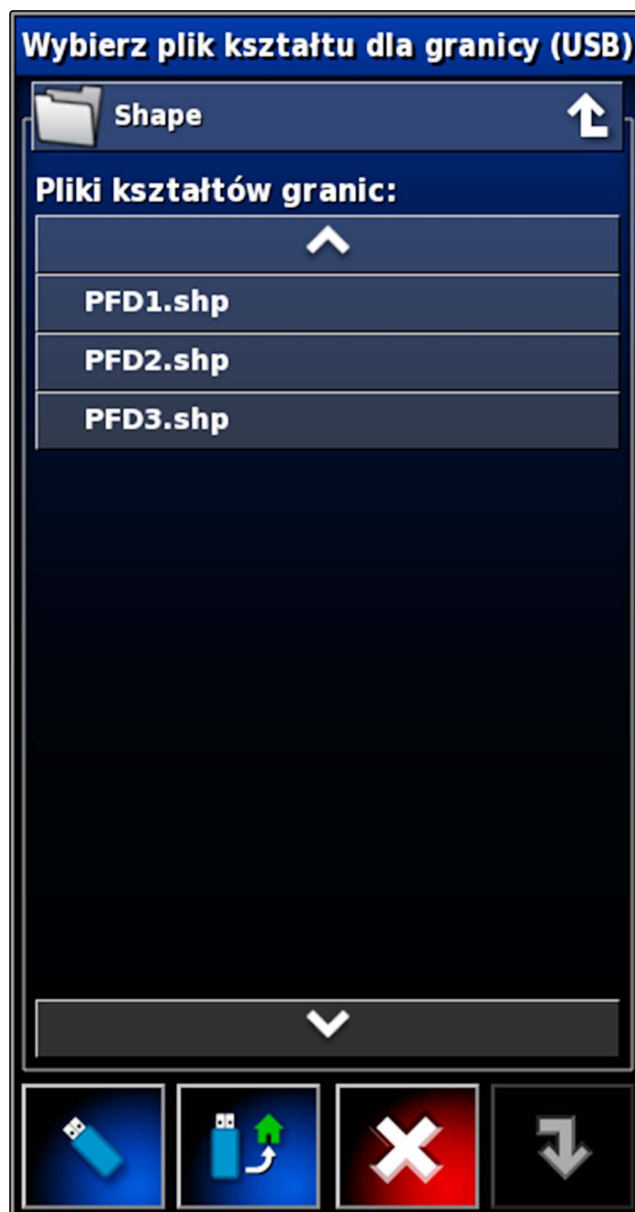 Wybierz plik kształtu dla granicy (USB)
Shape
Pliki kształtów granic:
PFD1.shp
PFD2.shp
PFD3.shp